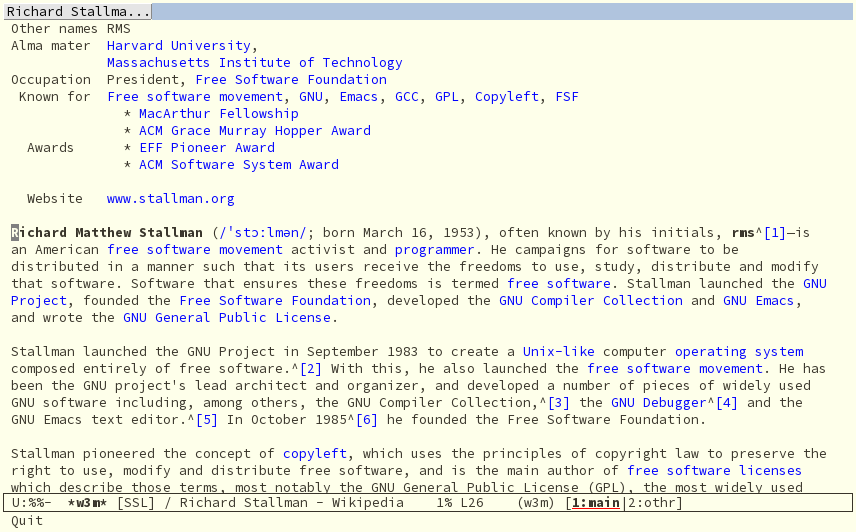 Richard Stallma...
Other names RMS
Alma mater  Harvard University,
            Massachusetts Institute of Technology
Occupation  President, Free Software Foundation
 Known for  Free software movement, GNU, Emacs, GCC, GPL, Copyleft, FSF
              * MacArthur Fellowship
              * ACM Grace Murray Hopper Award
  Awards      * EFF Pioneer Award
              * ACM Software System Award
  Website   www.stallman.org
Richard Matthew Stallman (/ˈstɔːlmən/; born March 16, 1953), often known by his initials, rms^[1]—is
an American free software movement activist and programmer. He campaigns for software to be
distributed in a manner such that its users receive the freedoms to use, study, distribute and modify
that software. Software that ensures these freedoms is termed free software. Stallman launched the GNU
Project, founded the Free Software Foundation, developed the GNU Compiler Collection and GNU Emacs,
and wrote the GNU General Public License.
Stallman launched the GNU Project in September 1983 to create a Unix-like computer operating system
composed entirely of free software.^[2] With this, he also launched the free software movement. He has
been the GNU project's lead architect and organizer, and developed a number of pieces of widely used
GNU software including, among others, the GNU Compiler Collection,^[3] the GNU Debugger^[4] and the
GNU Emacs text editor.^[5] In October 1985^[6] he founded the Free Software Foundation.
Stallman pioneered the concept of copyleft, which uses the principles of copyright law to preserve the
right to use, modify and distribute free software, and is the main author of free software licenses
which describe those terms, most notably the GNU General Public License (GPL), the most widely used
U:%%-  *w3m* [SSL] / Richard Stallman - Wikipedia    1% L26    (w3m) [1:main|2:othr]
Quit